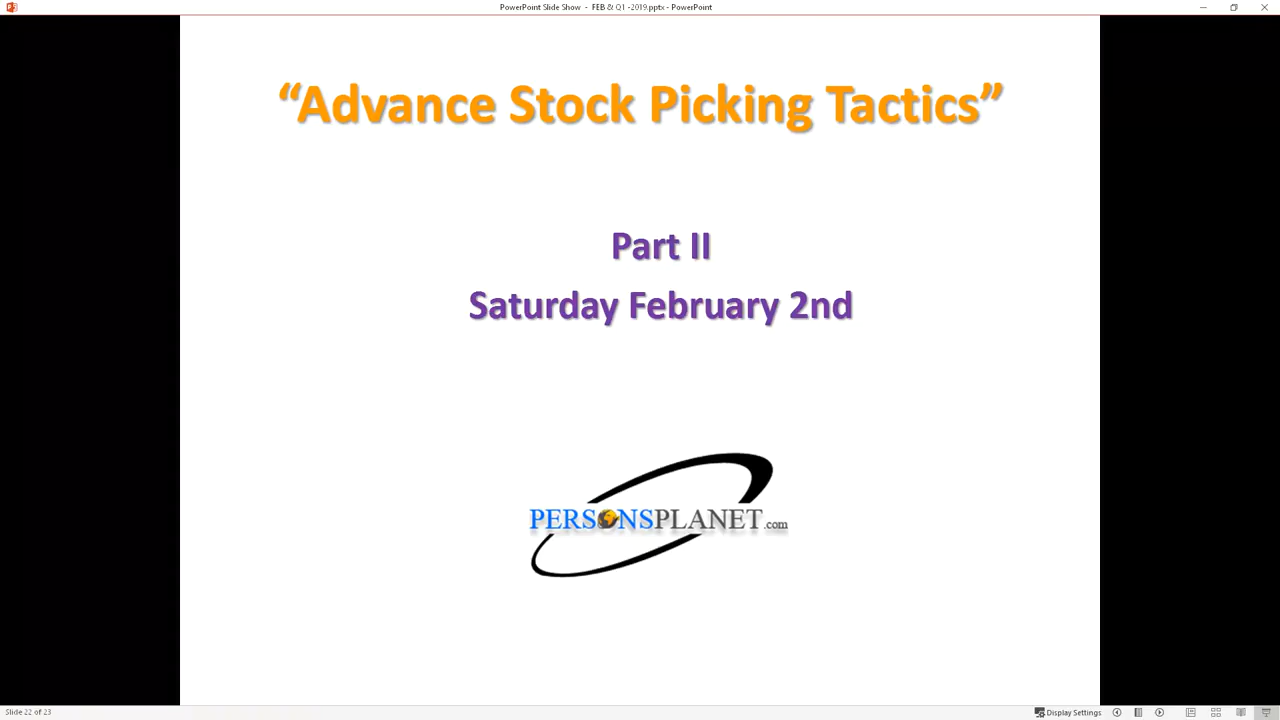 PowerPoint Slide Show - FEB & Q1 -2019.pptx - PowerPoint
“Advance Stock Picking Tactics”
Part II
Saturday February 2nd
PERSONSPLANET.com
Slide 22 of 23
Display Settings